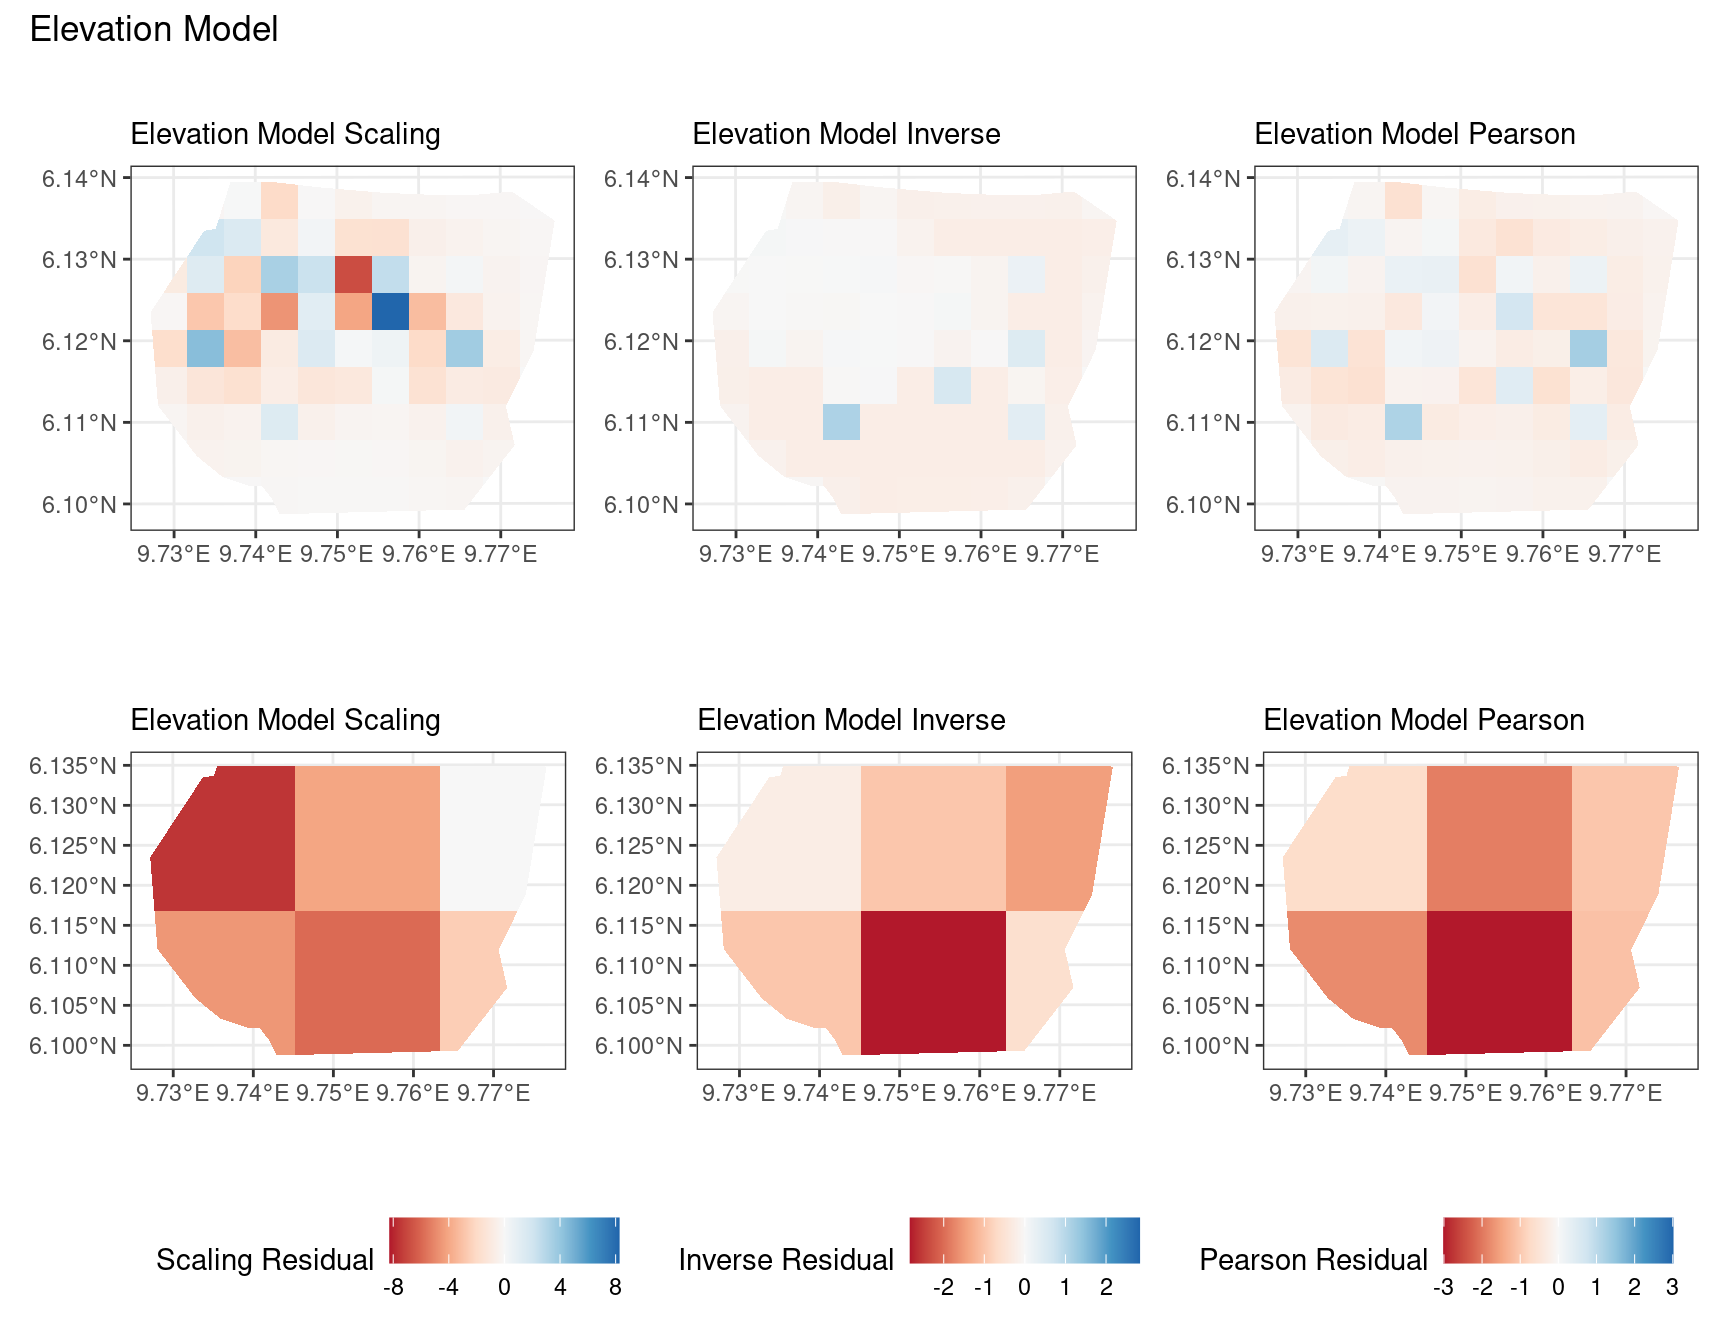 Elevation Model
Elevation Model Scaling
Elevation Model Inverse
Elevation Model Pearson
6.14°N
6.13°N
6.12°N
6.11°N
6.10°N
9.73°E 9.74°E 9.75°E 9.76°E 9.77°E
6.14°N
6.13°N
6.12°N
6.11°N
6.10°N
9.73°E 9.74°E 9.75°E 9.76°E 9.77°E
6.14°N
6.13°N
6.12°N
6.11°N
6.10°N
9.73°E 9.74°E 9.75°E 9.76°E 9.77°E
Elevation Model Scaling
Elevation Model Inverse
Elevation Model Pearson
6.135°N
6.130°N
6.125°N
6.120°N
6.115°N
6.110°N
6.105°N
6.100°N
9.73°E 9.74°E 9.75°E 9.76°E 9.77°E
6.135°N
6.130°N
6.125°N
6.120°N
6.115°N
6.110°N
6.105°N
6.100°N
9.73°E 9.74°E 9.75°E 9.76°E 9.77°E
6.135°N
6.130°N
6.125°N
6.120°N
6.115°N
6.110°N
6.105°N
6.100°N
9.73°E 9.74°E 9.75°E 9.76°E 9.77°E
Scaling Residual
-8 -4 0 4 8
Inverse Residual
-2 -1 0 1 2
Pearson Residual
-3 -2 -1 0 1 2 3